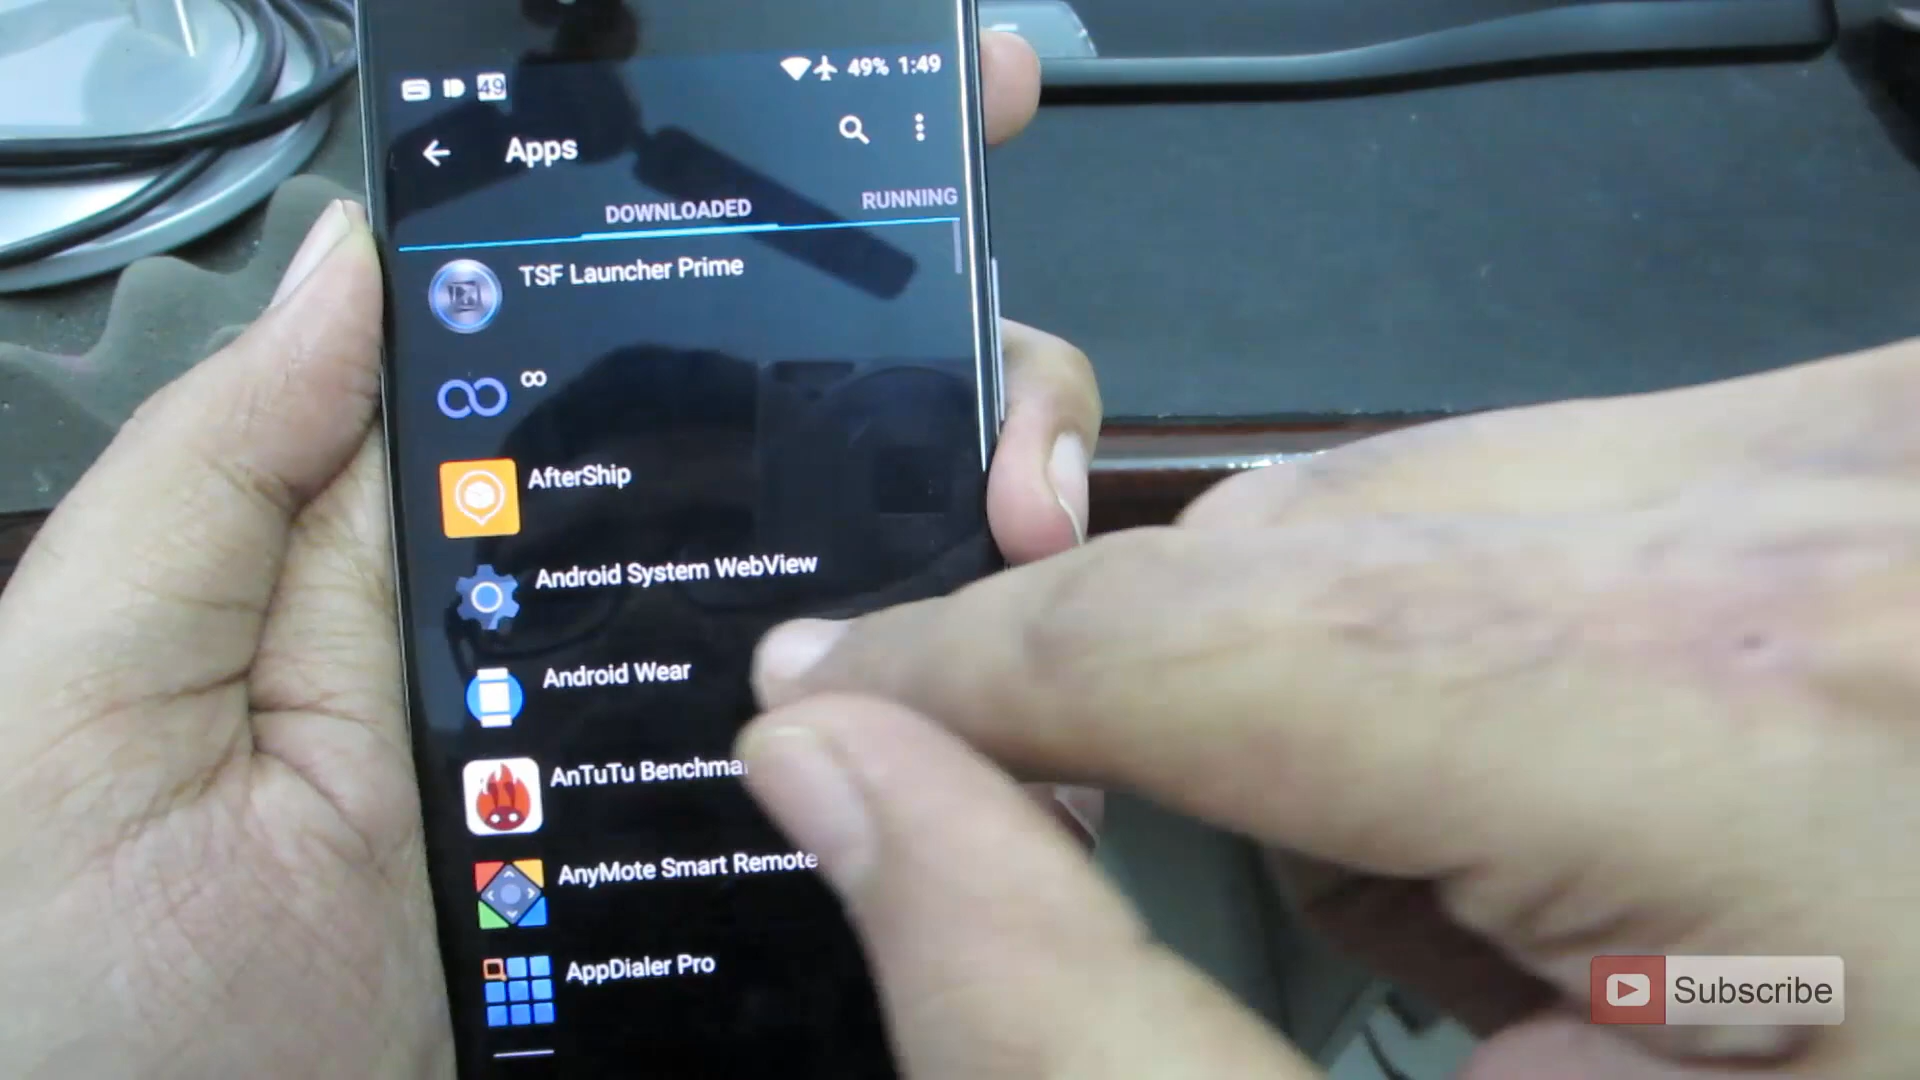 49 49% 1:49
Apps
DOWNLOADED RUNNING
TSF Launcher Prime
∞
AfterShip
Android System WebView
Android Wear
AnTuTu Benchma
AnyMote Smart Remote
AppDialer Pro
Subscribe